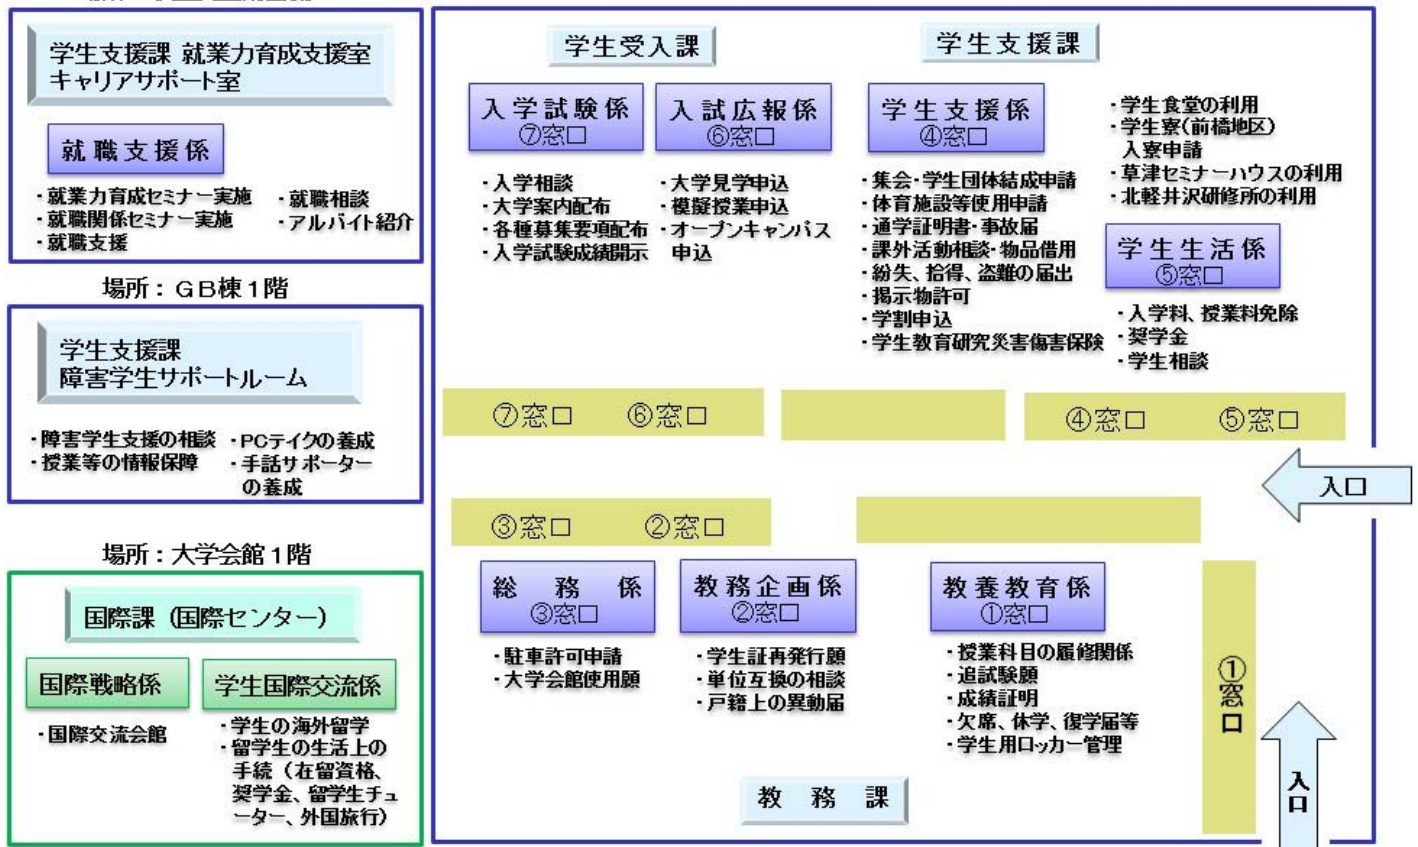 学生支援課 就業力育成支援室
キャリアサポート室
就職支援係
・就業力育成セミナー実施
・就職関係セミナー実施
・就職支援
・就職相談
・アルバイト紹介
場所：ＧＢ棟１階
学生支援課
障害学生サポートルーム
・障害学生支援の相談
・授業等の情報保障
・PCテイクの養成
・手話サポーター
の養成
場所：大学会館１階
国際課（国際センター）
国際戦略係
・国際交流会館
学生国際交流係
・学生の海外留学
・留学生の生活上の
手続（在留資格、
奨学金、留学生チュ
ーター、外国旅行）
学生受入課
入学試験係
⑦窓口
・入学相談
・大学案内配布
・各種募集要項配布
・入学試験成績開示
入試広報係
⑥窓口
・大学見学申込
・模擬授業申込
・オープンキャンパス
申込
学生支援課
学生支援係
④窓口
・集会・学生団体結成申請
・体育施設等使用申請
・通学証明書・事故届
・課外活動相談・物品借用
・紛失、拾得、盗難の届出
・掲示物許可
・学割申込
・学生教育研究災害傷害保険
・学生食堂の利用
・学生寮（前橋地区）
入寮申請
・草津セミナーハウスの利用
・北軽井沢研修所の利用
学生生活係
⑤窓口
・入学料、授業料免除
・奨学金
・学生相談
⑦窓口 ⑥窓口
④窓口 ⑤窓口
入口
③窓口 ②窓口
総務係
③窓口
・駐車許可申請
・大学会館使用願
教務企画係
②窓口
・学生証再発行願
・単位互換の相談
・戸籍上の異動届
教養教育係
①窓口
・授業科目の履修関係
・追試験願
・成績証明
・欠席、休学、復学届等
・学生用ロッカー管理
①窓口
入口
教務課